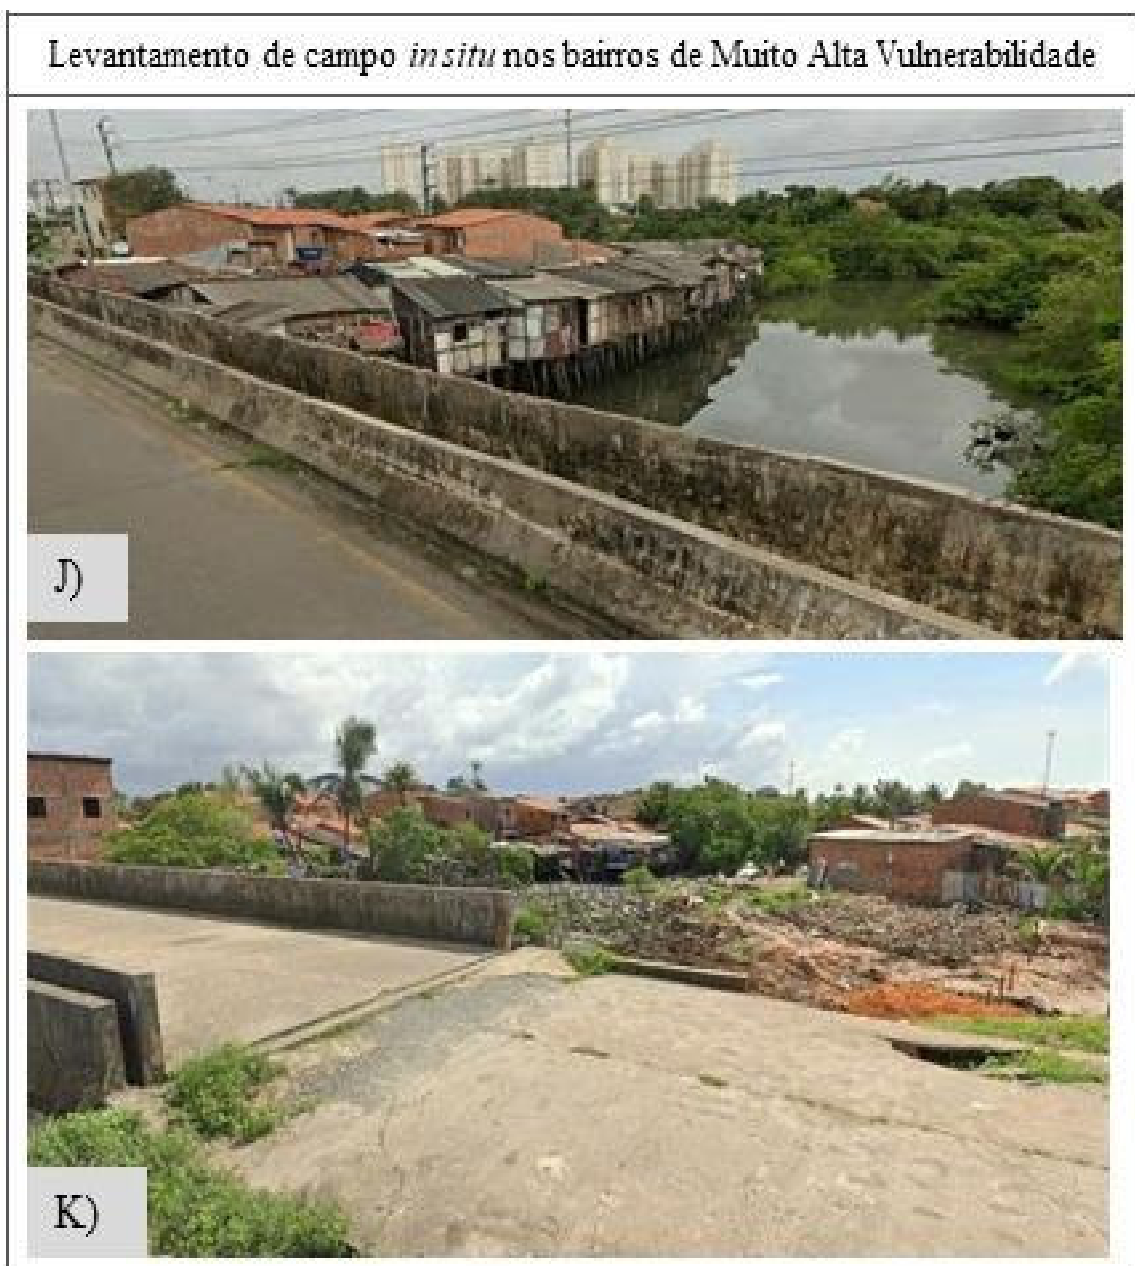 Levantamento de campo in situ nos bairros de Muito Alta Vulnerabilidade
J)
K)